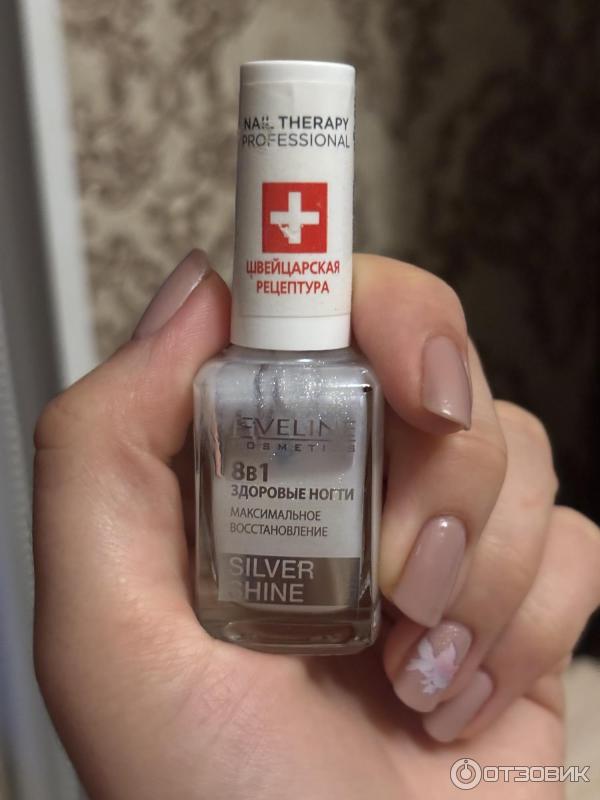 NAIL THERAPY
PROFESSIONAL
ШВЕЙЦАРСКАЯ
РЕЦЕПТУРА
EVELINE
COSMETICS
8в1
ЗДОРОВЫЕ НОГТИ
МАКСИМАЛЬНОЕ
ВОССТАНОВЛЕНИЕ
SILVER
SHINE
ОТЗОВИК